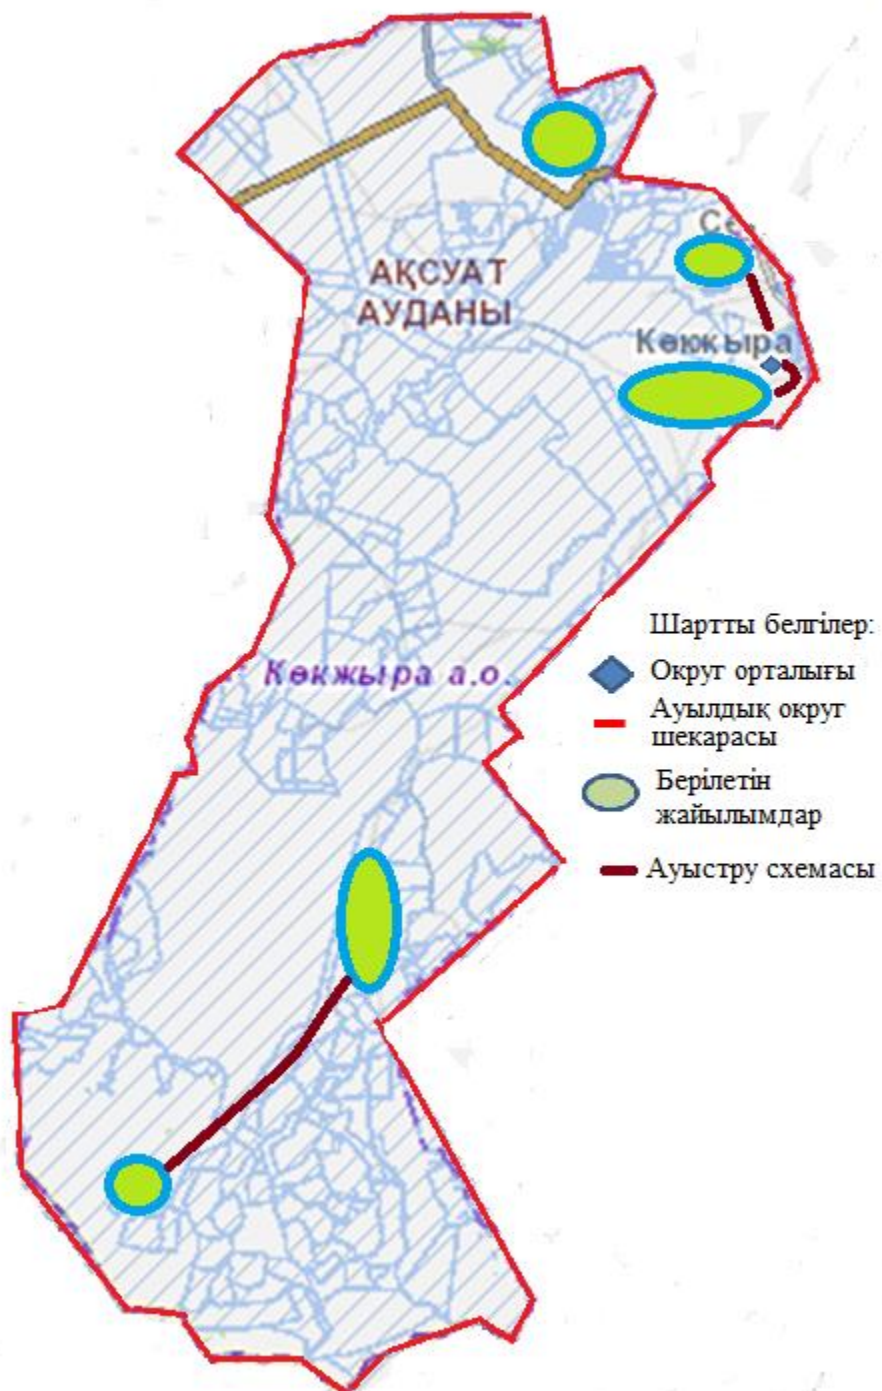 АҚСУАТ
АУДАНЫ
Көкжыра
Көкжыра а.о.
Шартты белгілер:
Округ орталығы
Ауылдық округ
шекарасы
Берілетін
жайылымдар
Ауыстру схемасы